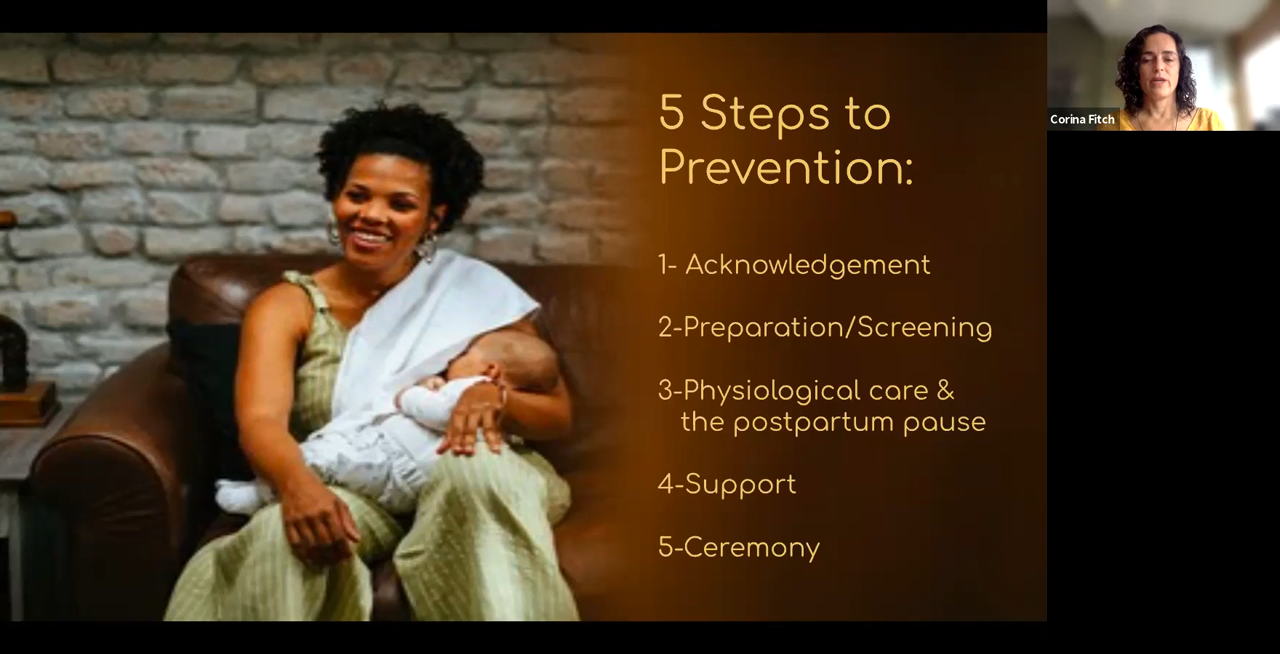 5 Steps to
Prevention:
1- Acknowledgement
2-Preparation/Screening
3-Physiological care &
the postpartum pause
4-Support
5-Ceremony
Corina Fitch